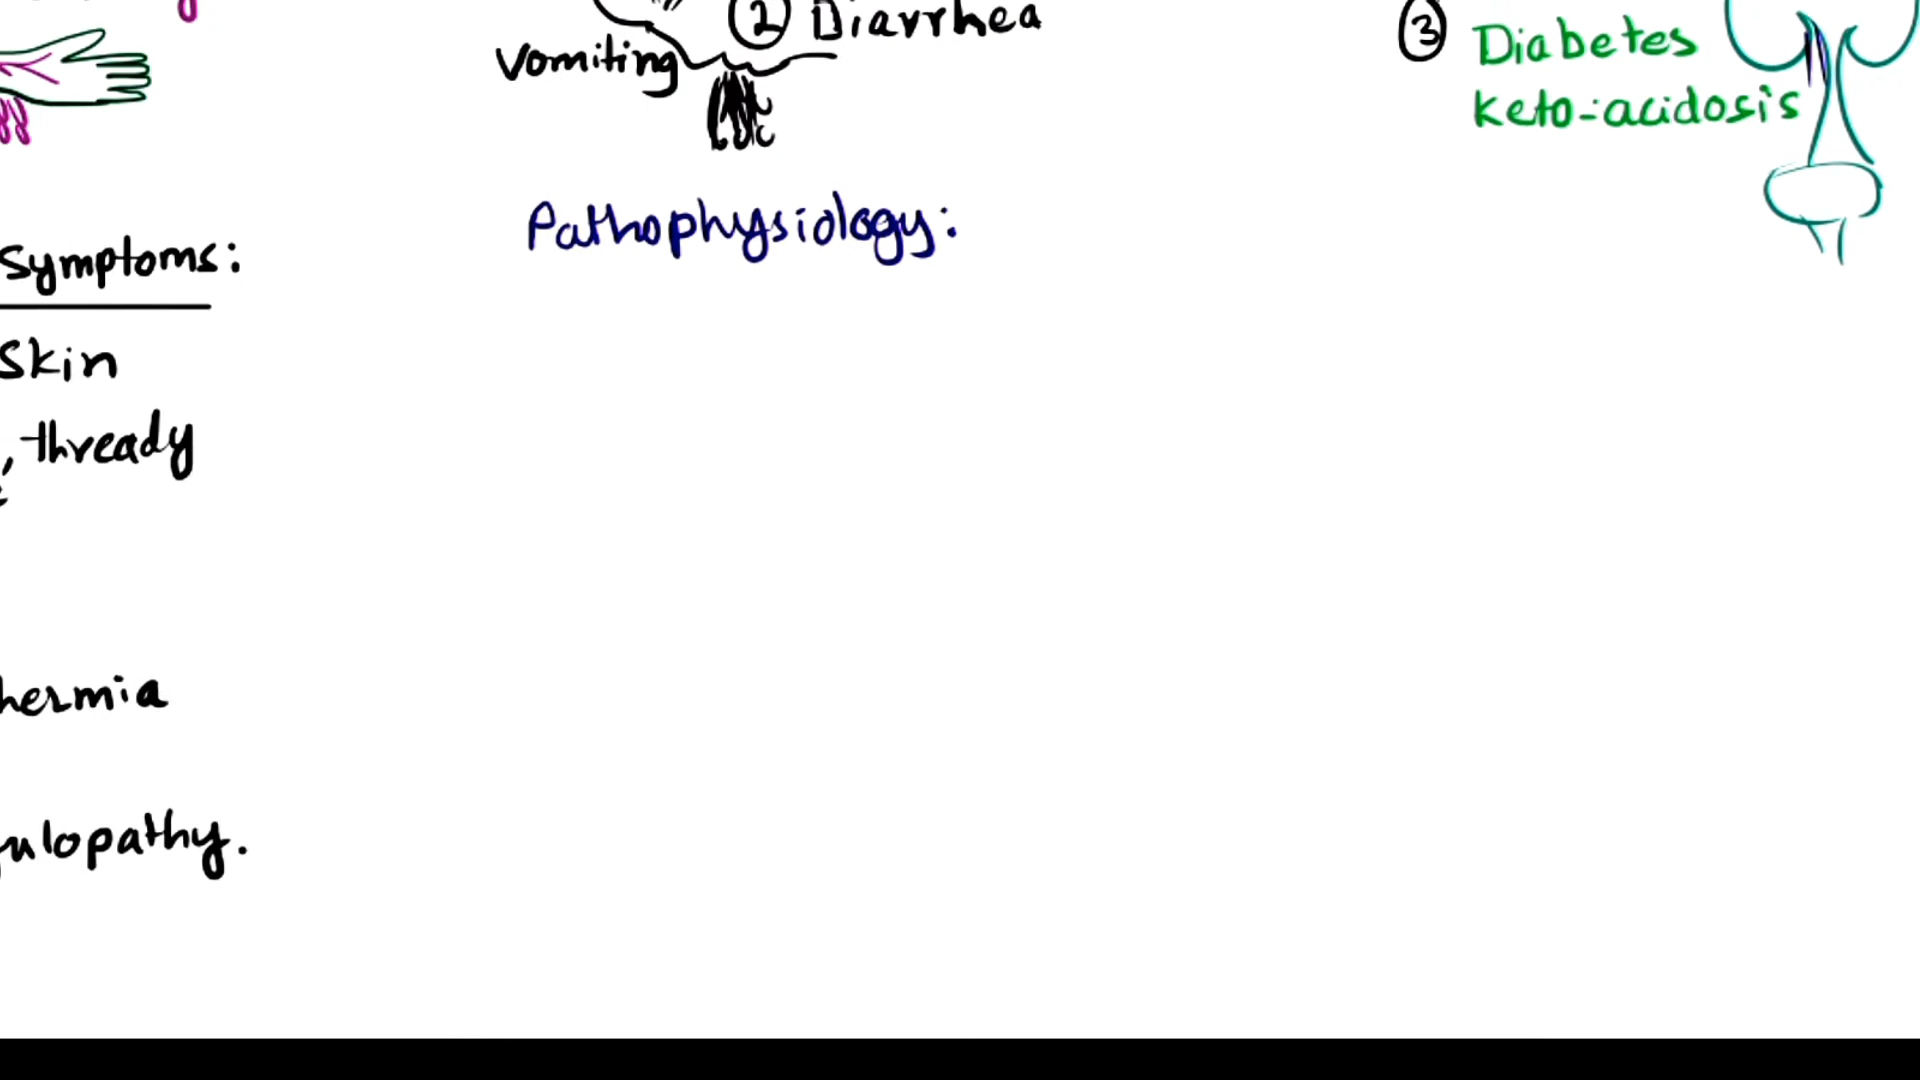 ② Diarrhea
Vomiting
③ Diabetes
keto-acidosis
Pathophysiology:
Symptoms:
Skin
, thready
hermia
ulopathy.